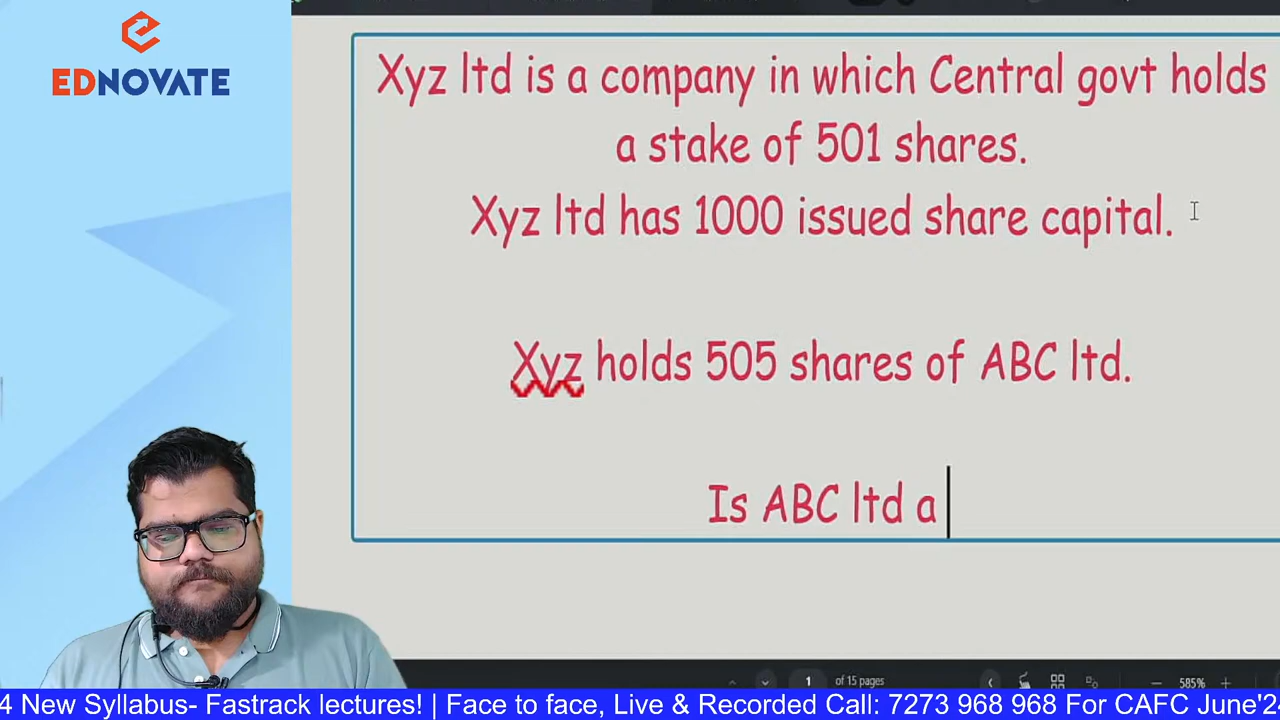 EDNOVATE
Xyz ltd is a company in which Central govt holds
a stake of 501 shares.
Xyz ltd has 1000 issued share capital.
Xyz holds 505 shares of ABC ltd.
Is ABC ltd a
1 of 15 pages
585%
4 New Syllabus- Fastrack lectures! | Face to face, Live & Recorded Call: 7273 968 968 For CAFC June'24